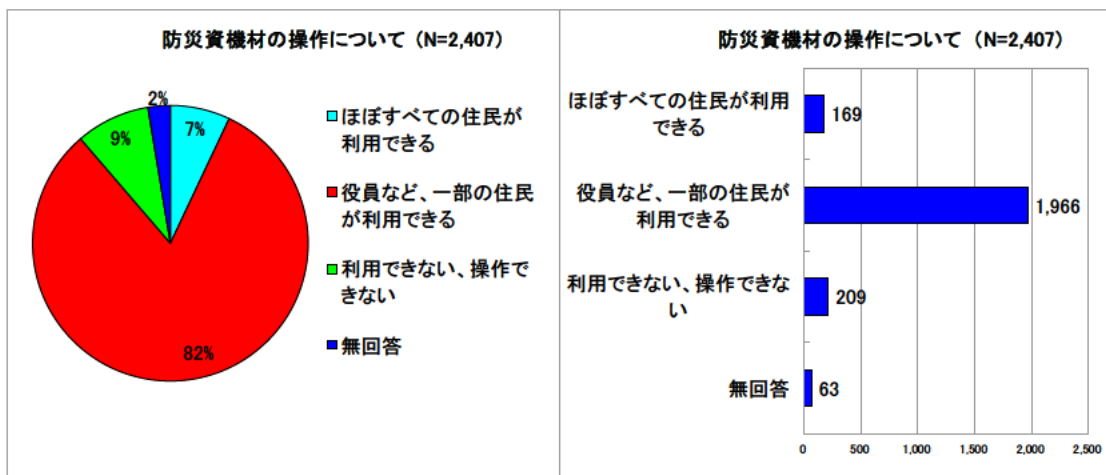 防災資機材の操作について (N=2,407)
2%
7%
9%
82%
ほぼすべての住民が
利用できる
役員など、一部の住民
が利用できる
利用できない、操作で
きない
無回答
防災資機材の操作について (N=2,407)
ほぼすべての住民が利用
できる
169
役員など、一部の住民が
利用できる
1,966
利用できない、操作できな
い
209
無回答
63
0 500 1,000 1,500 2,000 2,500